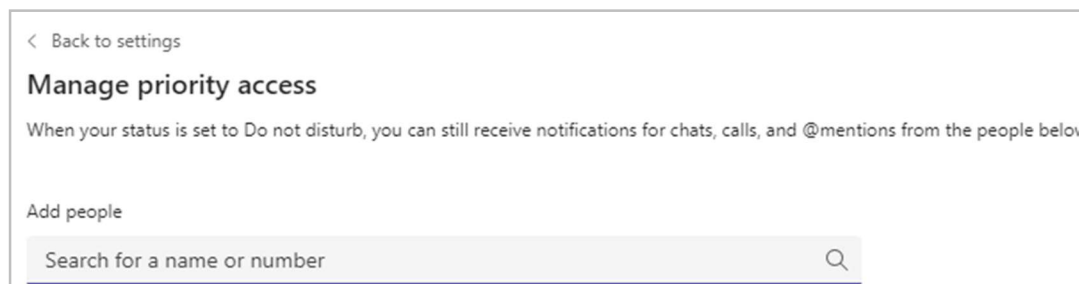 Back to settings
Manage priority access
When your status is set to Do not disturb, you can still receive notifications for chats, calls, and @mentions from the people
Add people
Search for a name or number